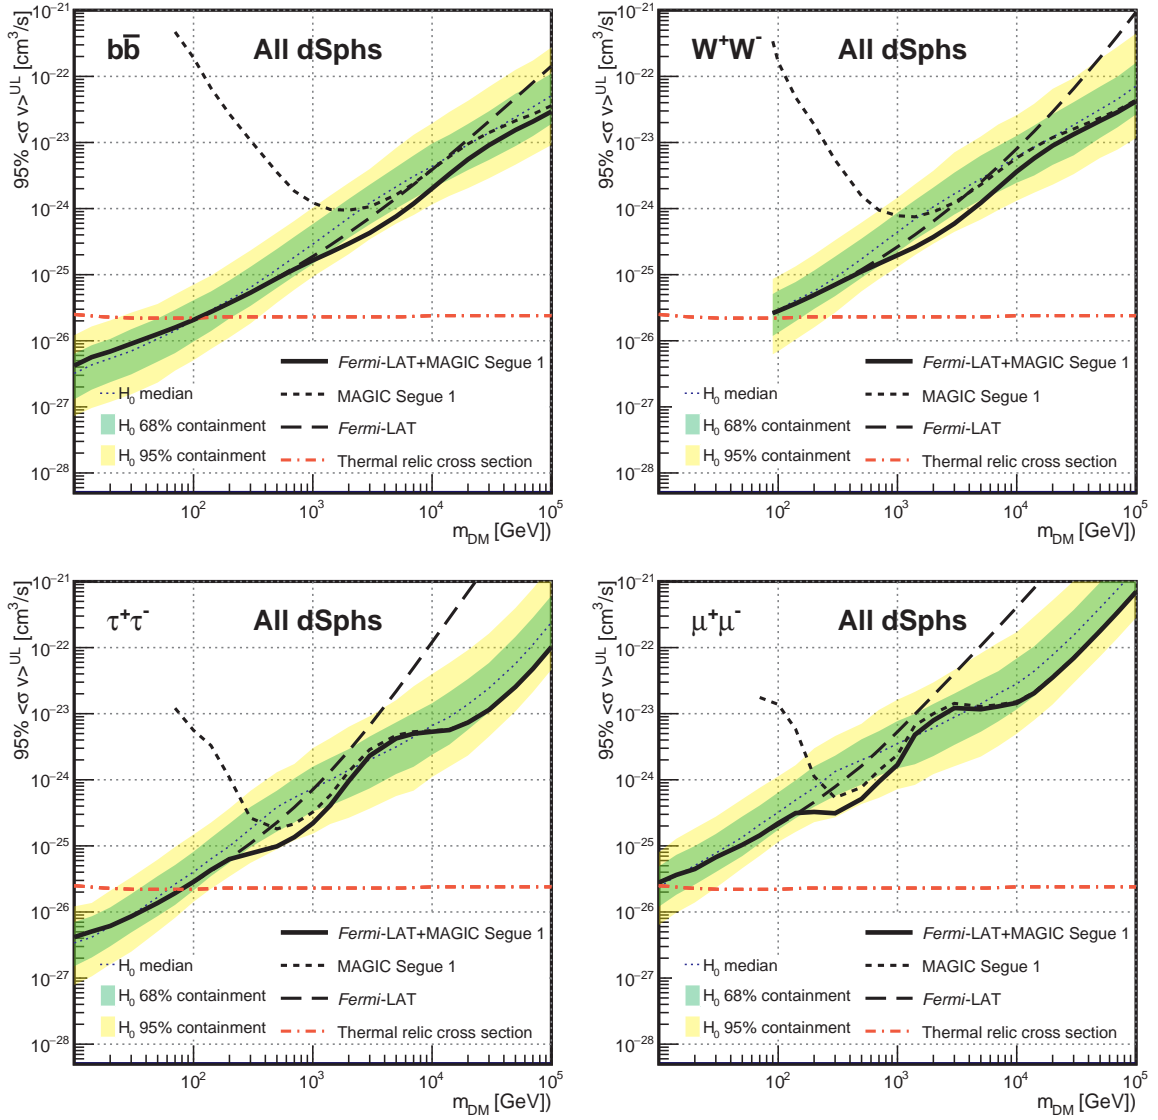 bb̅ All dSphs
95% <σ v>ᵁᴸ [cm³/s]
10⁻²¹
10⁻²²
10⁻²³
10⁻²⁴
10⁻²⁵
10⁻²⁶
10⁻²⁷
10⁻²⁸
Fermi-LAT+MAGIC Segue 1
H₀ median MAGIC Segue 1
H₀ 68% containment Fermi-LAT
H₀ 95% containment Thermal relic cross section
10² 10³ 10⁴ 10⁵
m_DM [GeV])
W⁺W⁻ All dSphs
95% <σ v>ᵁᴸ [cm³/s]
10⁻²¹
10⁻²²
10⁻²³
10⁻²⁴
10⁻²⁵
10⁻²⁶
10⁻²⁷
10⁻²⁸
Fermi-LAT+MAGIC Segue 1
H₀ median MAGIC Segue 1
H₀ 68% containment Fermi-LAT
H₀ 95% containment Thermal relic cross section
10² 10³ 10⁴ 10⁵
m_DM [GeV])
τ⁺τ⁻ All dSphs
95% <σ v>ᵁᴸ [cm³/s]
10⁻²¹
10⁻²²
10⁻²³
10⁻²⁴
10⁻²⁵
10⁻²⁶
10⁻²⁷
10⁻²⁸
Fermi-LAT+MAGIC Segue 1
H₀ median MAGIC Segue 1
H₀ 68% containment Fermi-LAT
H₀ 95% containment Thermal relic cross section
10² 10³ 10⁴ 10⁵
m_DM [GeV])
μ⁺μ⁻ All dSphs
95% <σ v>ᵁᴸ [cm³/s]
10⁻²¹
10⁻²²
10⁻²³
10⁻²⁴
10⁻²⁵
10⁻²⁶
10⁻²⁷
10⁻²⁸
Fermi-LAT+MAGIC Segue 1
H₀ median MAGIC Segue 1
H₀ 68% containment Fermi-LAT
H₀ 95% containment Thermal relic cross section
10² 10³ 10⁴ 10⁵
m_DM [GeV])